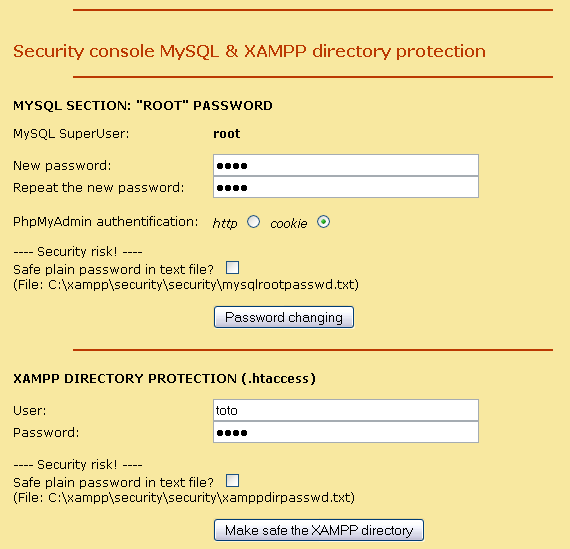 Security console MySQL & XAMPP directory protection
MYSQL SECTION: "ROOT" PASSWORD
MySQL SuperUser: root
New password: ●●●●
Repeat the new password: ●●●●
PhpMyAdmin authentification: http cookie
---- Security risk! ----
Safe plain password in text file?
(File: C:\xampp\security\security\mysqlrootpasswd.txt)
Password changing
XAMPP DIRECTORY PROTECTION (.htaccess)
User: toto
Password: ●●●●
---- Security risk! ----
Safe plain password in text file?
(File: C:\xampp\security\security\xamppdirpasswd.txt)
Make safe the XAMPP directory